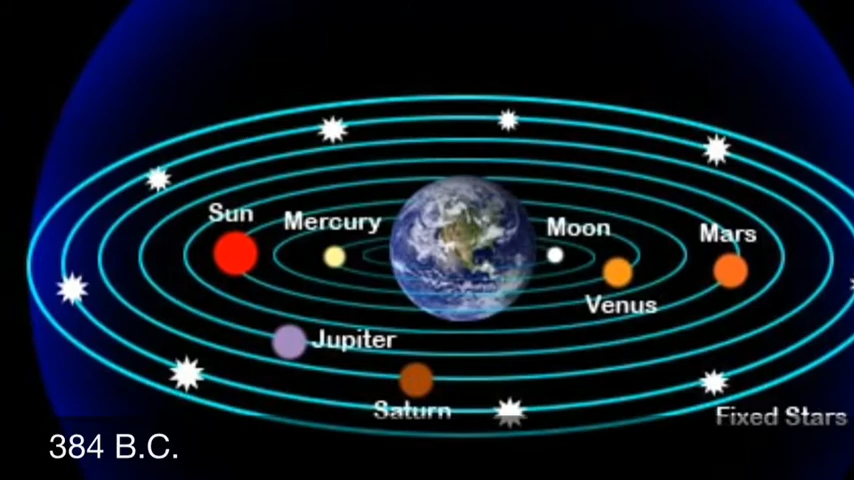 Sun
Mercury
Moon
Mars
Venus
Jupiter
Saturn
Fixed Stars
384 B.C.